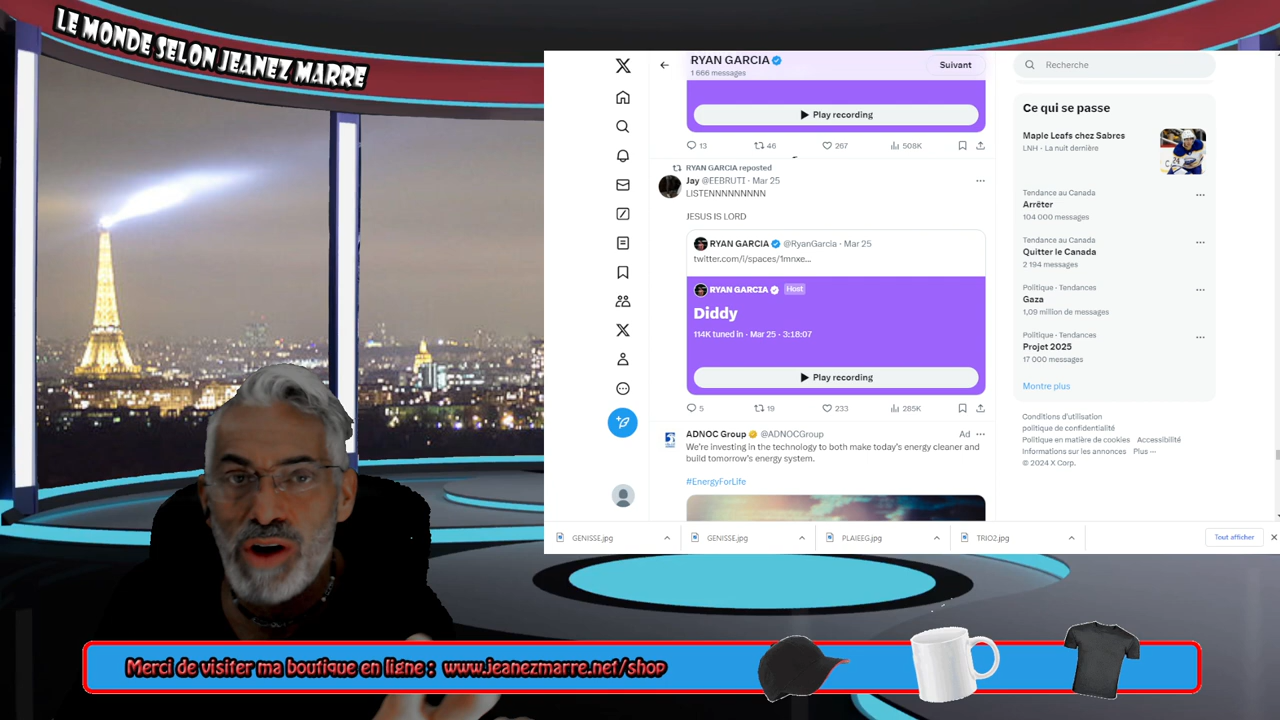 LE MONDE SELON JEANEZ MARRE
RYAN GARCIA
1 666 messages
Suivant
Play recording
13 46 267 508K
RYAN GARCIA reposted
Jay @EEBRUTI · Mar 25
LISTENNNNNNNNN
JESUS IS LORD
RYAN GARCIA @RyanGarcia · Mar 25
twitter.com/i/spaces/1mnxe...
RYAN GARCIA Host
Diddy
114K tuned in · Mar 25 · 3:18:07
Play recording
5 19 233 285K
ADNOC Group @ADNOCGroup
Ad
We're investing in the technology to both make today's energy cleaner and
build tomorrow's energy system.
#EnergyForLife
Recherche
Ce qui se passe
Maple Leafs chez Sabres
LNH · La nuit dernière
Tendance au Canada
Arrêter
104 000 messages
Tendance au Canada
Quitter le Canada
2 194 messages
Politique · Tendances
Gaza
1,09 million de messages
Politique · Tendances
Projet 2025
17 000 messages
Montre plus
Conditions d'utilisation
politique de confidentialité
Politique en matière de cookies Accessibilité
Informations sur les annonces Plus ···
© 2024 X Corp.
GENISSE.jpg
GENISSE.jpg
PLAIEEG.jpg
TRIO2.jpg
Tout afficher
Merci de visiter ma boutique en ligne : www.jeanezmarre.net/shop